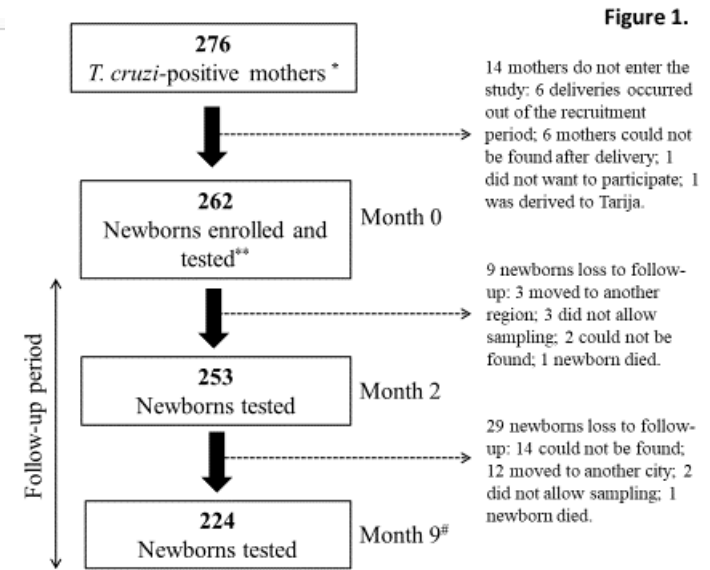 Figure 1.
276
T. cruzi-positive mothers *
14 mothers do not enter the
study: 6 deliveries occurred
out of the recruitment
period; 6 mothers could not
be found after delivery; 1
did not want to participate; 1
was derived to Tarija.
262
Newborns enrolled and
tested**
Month 0
9 newborns loss to follow-
up: 3 moved to another
region; 3 did not allow
sampling; 2 could not be
found; 1 newborn died.
Follow-up period
253
Newborns tested
Month 2
29 newborns loss to follow-
up: 14 could not be found;
12 moved to another city; 2
did not allow sampling; 1
newborn died.
224
Newborns tested
Month 9#